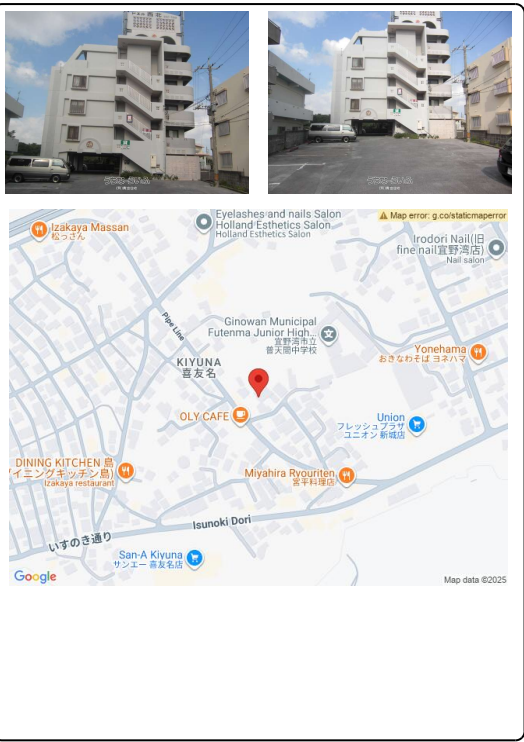 Izakaya Massan
松っさん
Eyelashes and nails Salon
Holland Esthetics Salon
Holland Esthetics Salon
Map error: g.co/staticmaperror
Irodori Nail(旧
fine nail宜野湾店)
Nail salon
Pipe Line
Ginowan Municipal
Futenma Junior High...
宜野湾市立
普天間中学校
KIYUNA
喜友名
Yonehama
おきなわそば ヨネハマ
OLY CAFE
Union
フレッシュプラザ
ユニオン 新城店
DINING KITCHEN 島
イニングキッチン島)
Izakaya restaurant
Miyahira Ryouriten
宮平料理店
Isunoki Dori
いすのき通り
San-A Kiyuna
サンエー 喜友名店
Google
Map data ©2025